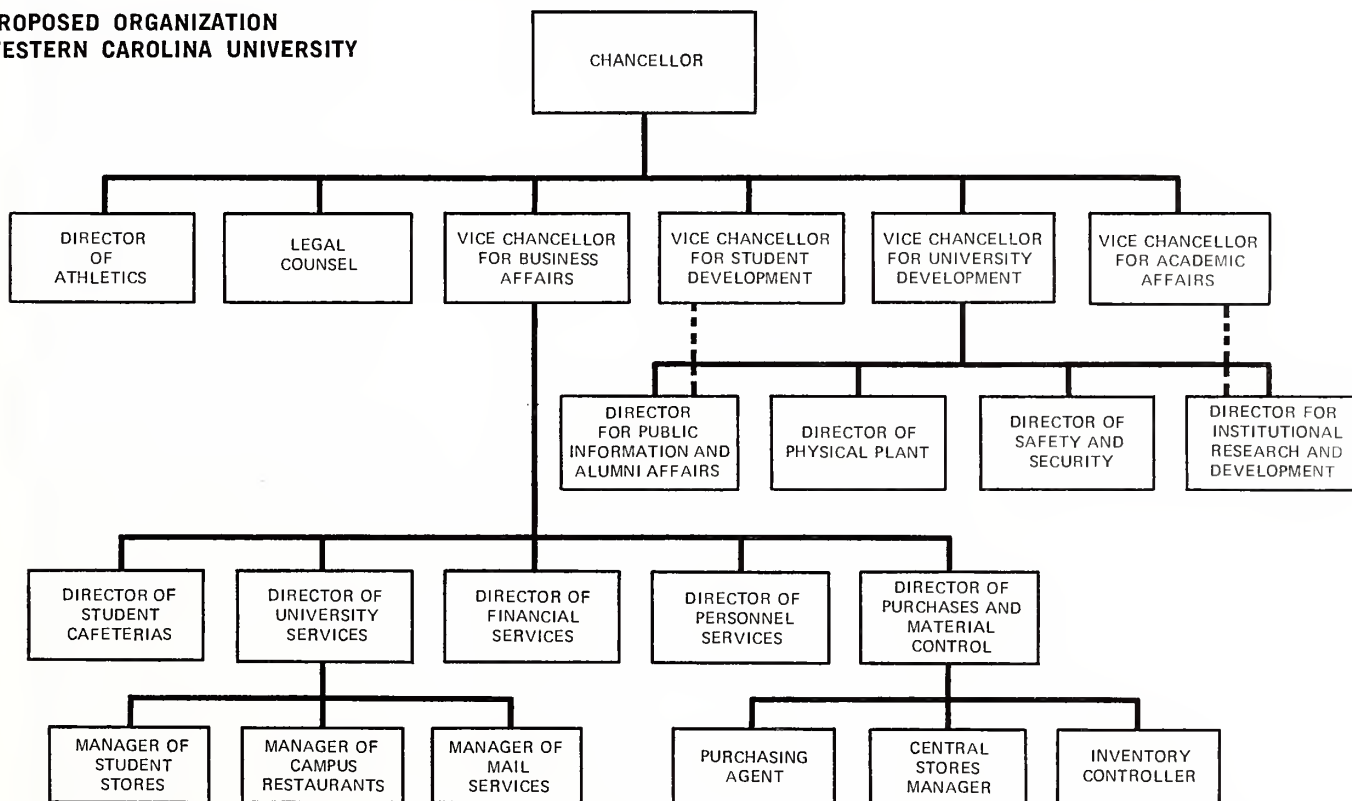 ROPOSED ORGANIZATION
ESTERN CAROLINA UNIVERSITY
CHANCELLOR
DIRECTOR
OF
ATHLETICS
LEGAL
COUNSEL
VICE CHANCELLOR
FOR BUSINESS
AFFAIRS
VICE CHANCELLOR
FOR STUDENT
DEVELOPMENT
VICE CHANCELLOR
FOR UNIVERSITY
DEVELOPMENT
VICE CHANCELLOR
FOR ACADEMIC
AFFAIRS
DIRECTOR
FOR PUBLIC
INFORMATION AND
ALUMNI AFFAIRS
DIRECTOR OF
PHYSICAL PLANT
DIRECTOR OF
SAFETY AND
SECURITY
DIRECTOR FOR
INSTITUTIONAL
RESEARCH AND
DEVELOPMENT
DIRECTOR OF
STUDENT
CAFETERIAS
DIRECTOR OF
UNIVERSITY
SERVICES
DIRECTOR OF
FINANCIAL
SERVICES
DIRECTOR OF
PERSONNEL
SERVICES
DIRECTOR OF
PURCHASES AND
MATERIAL
CONTROL
MANAGER OF
STUDENT
STORES
MANAGER OF
CAMPUS
RESTAURANTS
MANAGER OF
MAIL
SERVICES
PURCHASING
AGENT
CENTRAL
STORES
MANAGER
INVENTORY
CONTROLLER